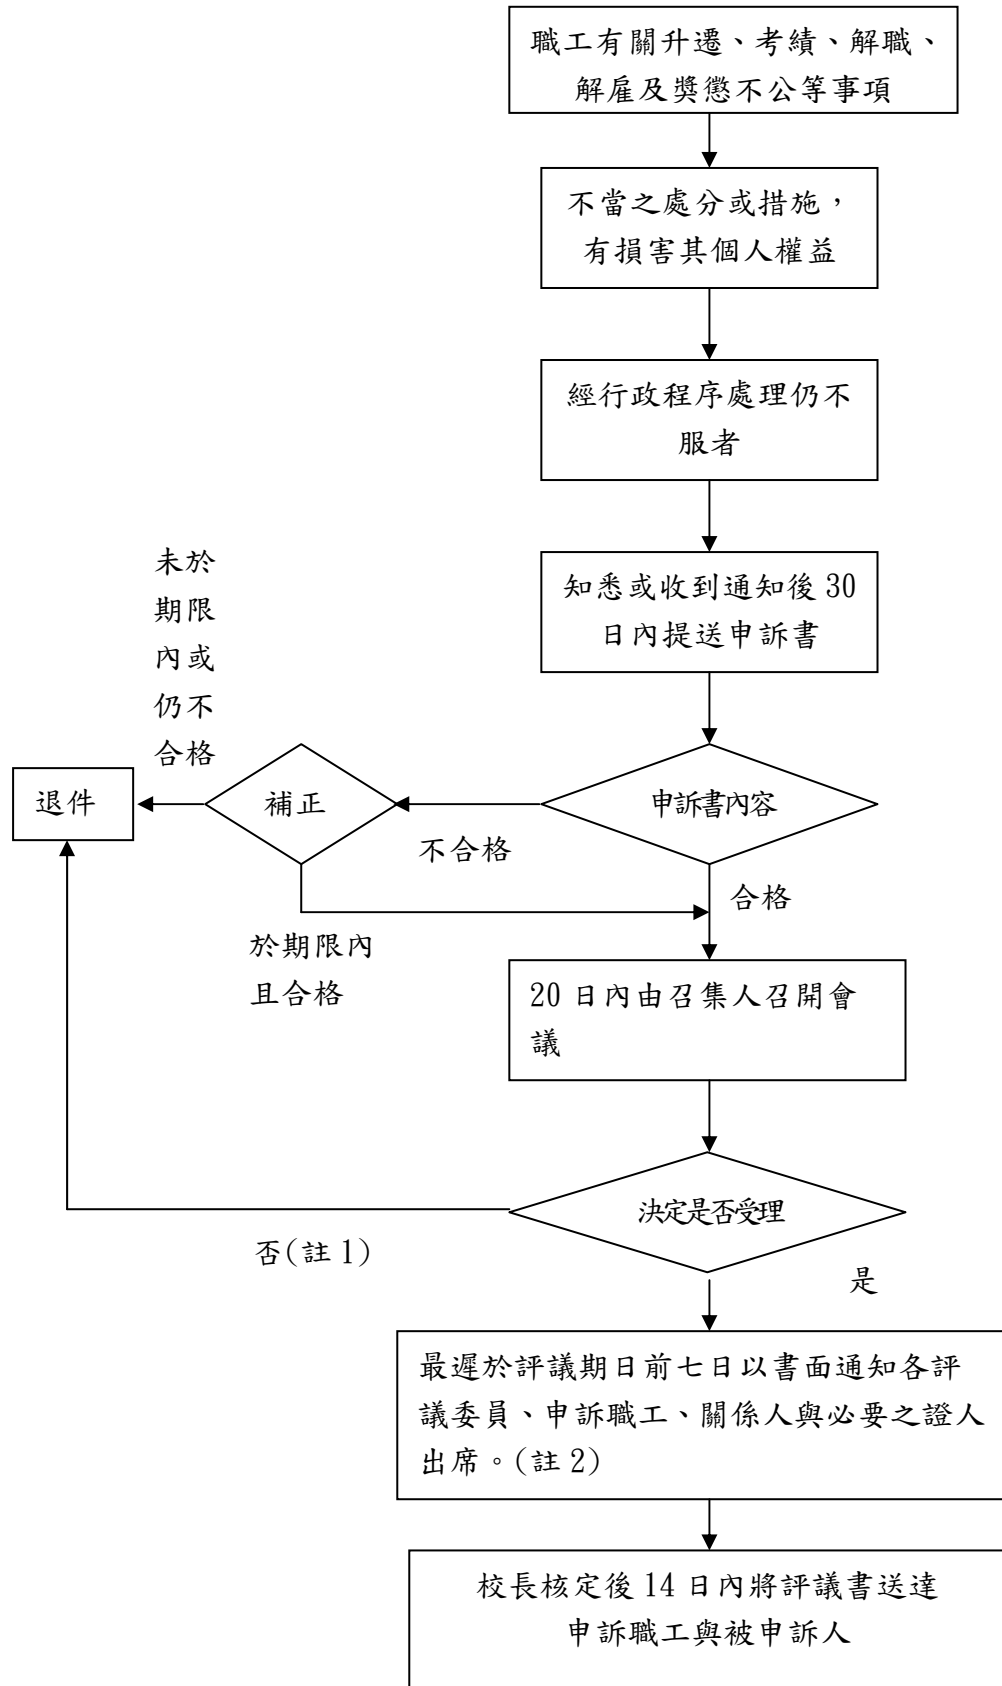 職工有關升遷、考績、解職、
解雇及獎懲不公等事項
不當之處分或措施，
有損害其個人權益
經行政程序處理仍不
服者
知悉或收到通知後 30
日內提送申訴書
未於
期限
內或
仍不
合格
退件
補正
申訴書內容
不合格
合格
於期限內
且合格
20 日內由召集人召開會
議
決定是否受理
否(註 1)
是
最遲於評議期日前七日以書面通知各評
議委員、申訴職工、關係人與必要之證人
出席。(註 2)
校長核定後 14 日內將評議書送達
申訴職工與被申訴人